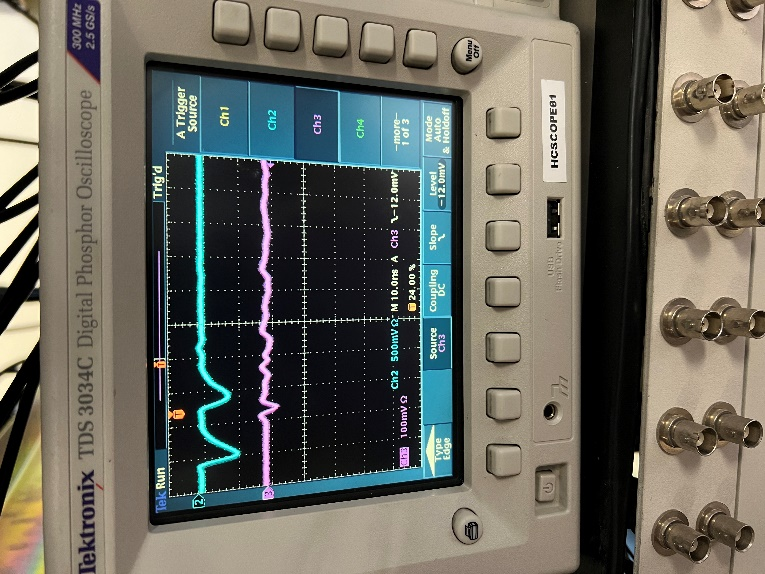 Tektronix TDS 3034C Digital Phosphor Oscilloscope
300 MHz
2.5 GS/s
Tek Run
Trig'd
2
3
Ch2 500mVΩ M 10.0ns A Ch3 -12.0mV
Ch3 100mVΩ
24.00 %
Type
Edge
Source
Ch3
Coupling
DC
Slope
Level
-12.0mV
Mode
Auto
& Holdoff
A Trigger
Source
Ch1
Ch2
Ch3
Ch4
-more-
1 of 3
Menu
Off
HCSCOPE01